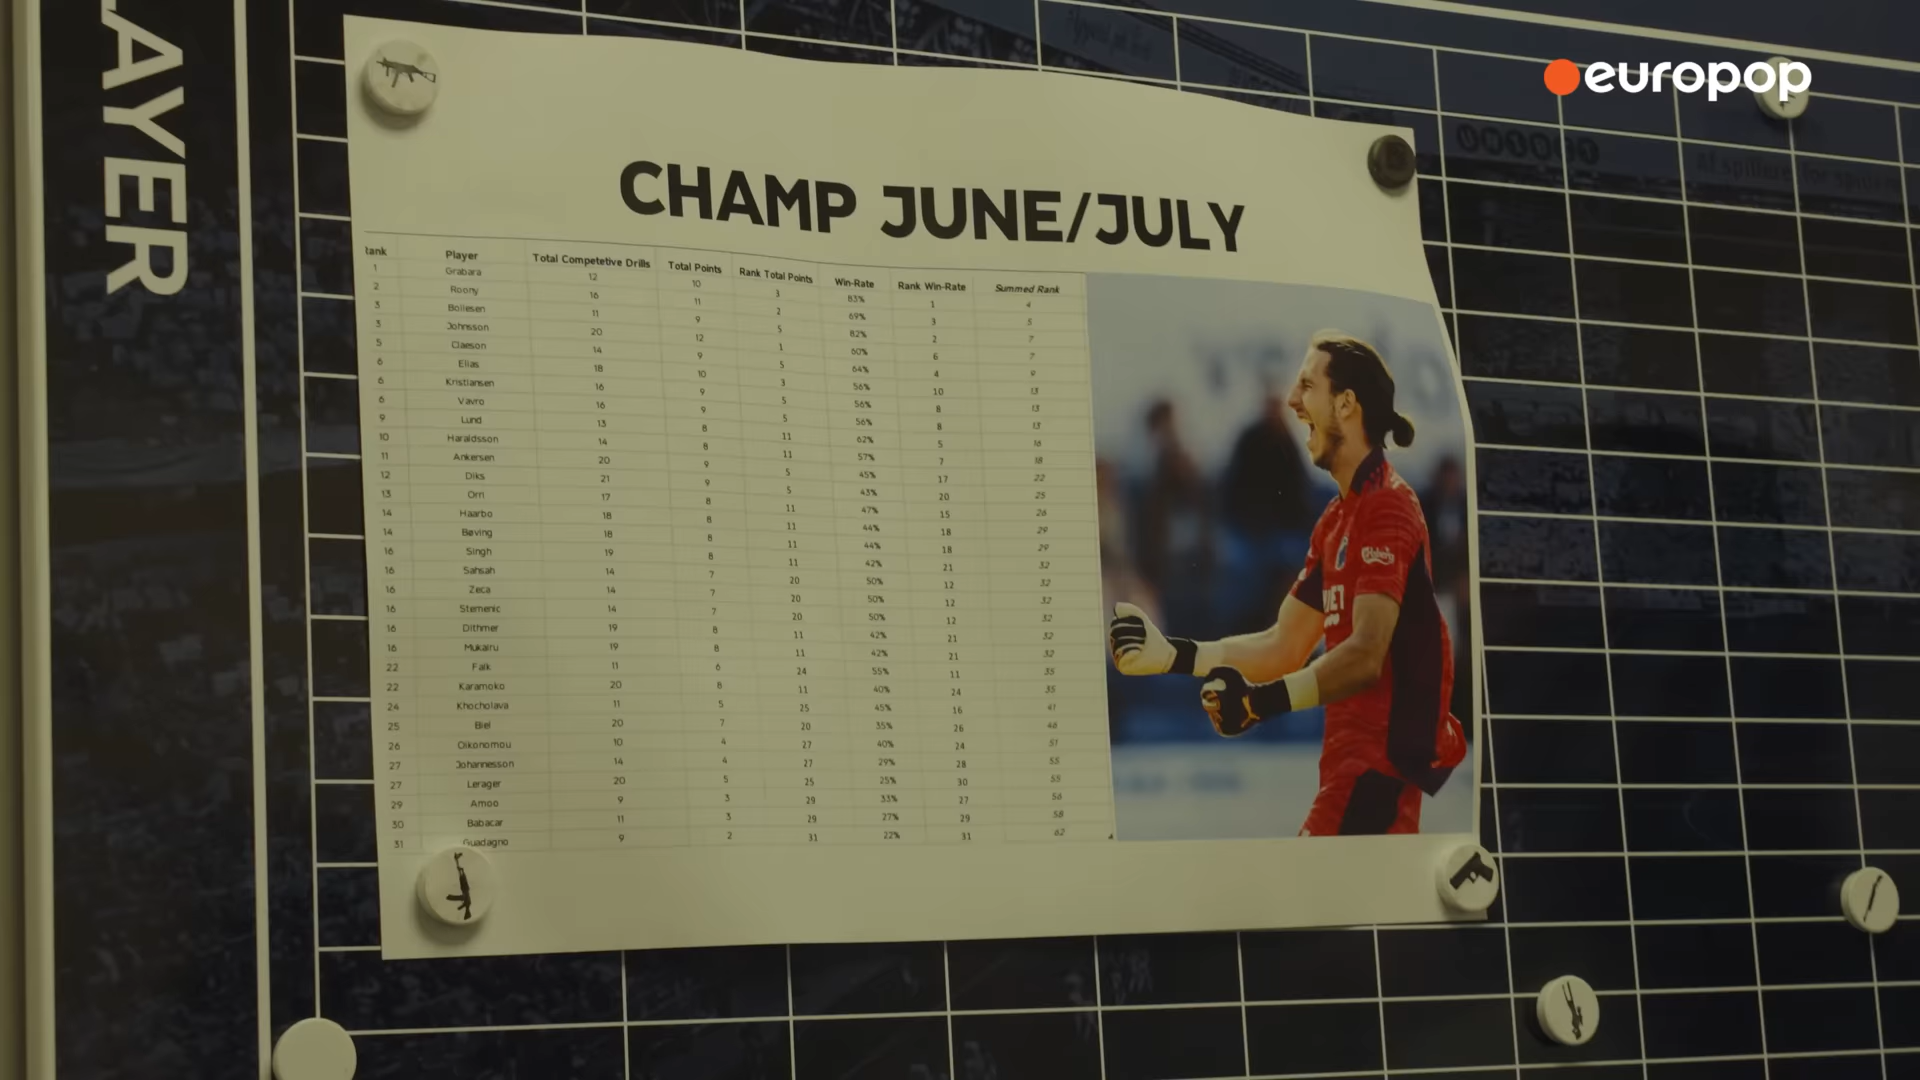 europop
AYER
CHAMP JUNE/JULY
Rank Player Total Competetive Drills Total Points Rank Total Points Win-Rate Rank Win-Rate Summed Rank
1 Grabara 12 10 3 83% 1 4
2 Roony 16 11 2 69% 3 5
3 Boilesen 11 9 5 82% 2 7
3 Johnsson 20 12 1 60% 6 7
5 Claeson 14 9 5 64% 4 9
6 Elias 18 10 3 56% 10 13
6 Kristiansen 16 9 5 56% 8 13
6 Vavro 16 9 5 56% 8 13
9 Lund 13 8 11 62% 5 16
10 Haraldsson 14 8 11 57% 7 18
11 Ankersen 20 9 5 45% 17 22
12 Diks 21 9 5 43% 20 25
13 Orri 17 8 11 47% 15 26
14 Haarbo 18 8 11 44% 18 29
14 Bøving 18 8 11 44% 18 29
16 Singh 19 8 11 42% 21 32
16 Sahsah 14 7 20 50% 12 32
16 Zeca 14 7 20 50% 12 32
16 Stamenic 14 7 20 50% 12 32
16 Dithmer 19 8 11 42% 21 32
16 Mukairu 19 8 11 42% 21 32
22 Falk 11 6 24 55% 11 35
22 Karamoko 20 8 11 40% 24 35
24 Khocholava 11 5 25 45% 16 41
25 Biel 20 7 20 35% 26 46
26 Oikonomou 10 4 27 40% 24 51
27 Johannesson 14 4 27 29% 28 55
27 Lerager 20 5 25 25% 30 55
29 Amoo 9 3 29 33% 27 56
30 Babacar 11 3 29 27% 29 58
31 Guadagno 9 2 31 22% 31 62
Carlsberg